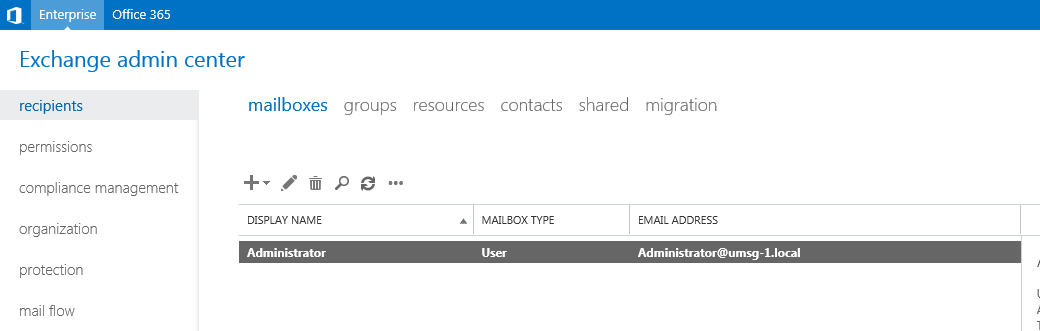 Enterprise Office 365
Exchange admin center
recipients
permissions
compliance management
organization
protection
mail flow
mailboxes groups resources contacts shared migration
DISPLAY NAME MAILBOX TYPE EMAIL ADDRESS
Administrator User Administrator@umsg-1.local